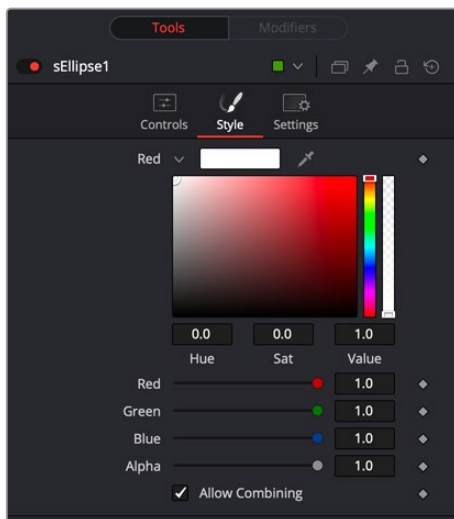 Tools Modifiers
sEllipse1
Controls Style Settings
Red
0.0 0.0 1.0
Hue Sat Value
Red 1.0
Green 1.0
Blue 1.0
Alpha 1.0
Allow Combining